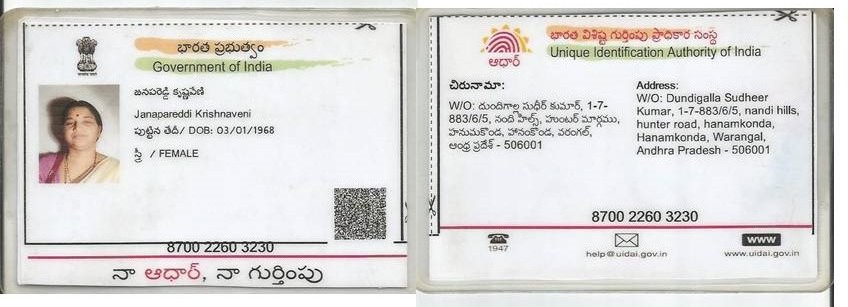 భారత ప్రభుత్వం
Government of India
జనపరెడ్డి కృష్ణవేణి
Janapareddi Krishnaveni
పుట్టిన తేదీ/ DOB: 03/01/1968
స్త్రీ / FEMALE
8700 2260 3230
నా ఆధార్, నా గుర్తింపు
ఆధార్
భారత విశిష్ట గుర్తింపు ప్రాధికార సంస్థ
Unique Identification Authority of India
చిరునామా:
W/O: దుందిగాల్ల సుధీర్ కుమార్, 1-7-
883/6/5, నంది హిల్స్, హుంటర్ మార్గము,
హనుమకొండ, హానంకొండ, వరంగల్,
ఆంధ్ర ప్రదేశ్ - 506001
Address:
W/O: Dundigalla Sudheer
Kumar, 1-7-883/6/5, nandi hills,
hunter road, hanamkonda,
Hanamkonda, Warangal,
Andhra Pradesh - 506001
8700 2260 3230
1947
help@uidai.gov.in
www
www.uidai.gov.in